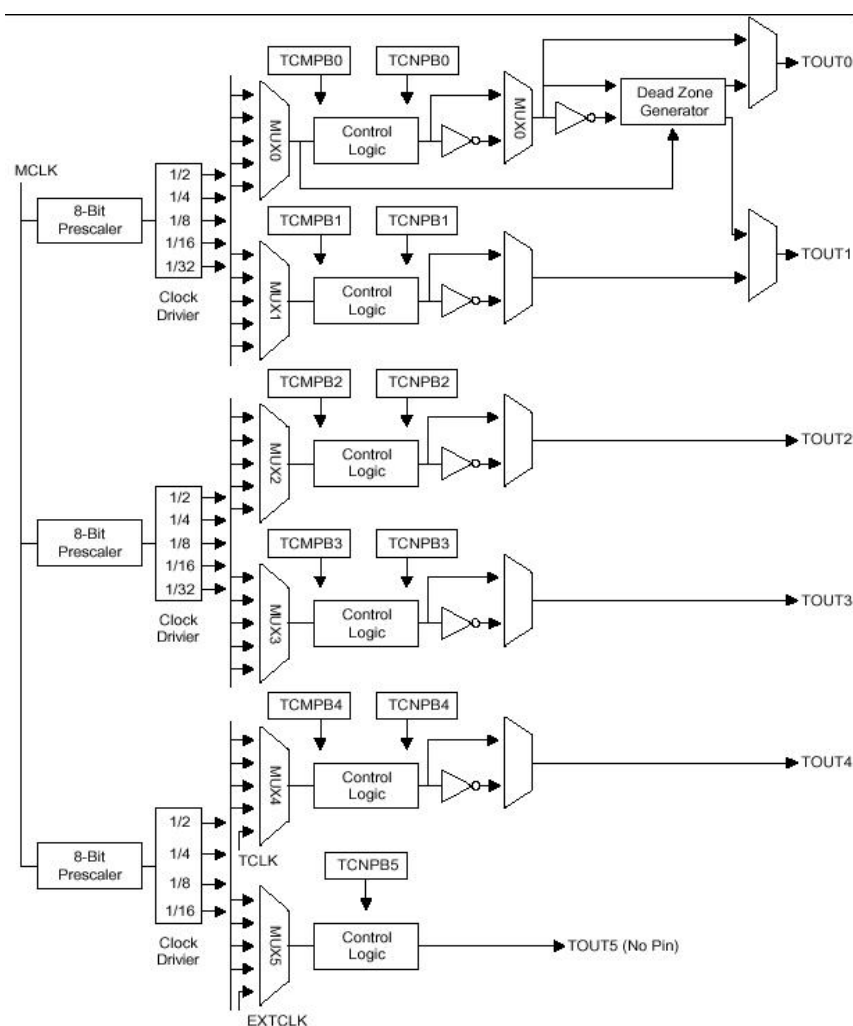 TCMPB0
TCNPB0
TOUT0
MUX0
Control
Logic
MUX0
Dead Zone
Generator
MCLK
8-Bit
Prescaler
1/2
1/4
1/8
1/16
1/32
Clock
Drivier
TCMPB1
TCNPB1
MUX1
Control
Logic
TOUT1
TCMPB2
TCNPB2
MUX2
Control
Logic
TOUT2
8-Bit
Prescaler
1/2
1/4
1/8
1/16
1/32
Clock
Drivier
TCMPB3
TCNPB3
MUX3
Control
Logic
TOUT3
TCMPB4
TCNPB4
MUX4
Control
Logic
TOUT4
TCLK
8-Bit
Prescaler
1/2
1/4
1/8
1/16
Clock
Drivier
TCNPB5
MUX5
Control
Logic
TOUT5 (No Pin)
EXTCLK